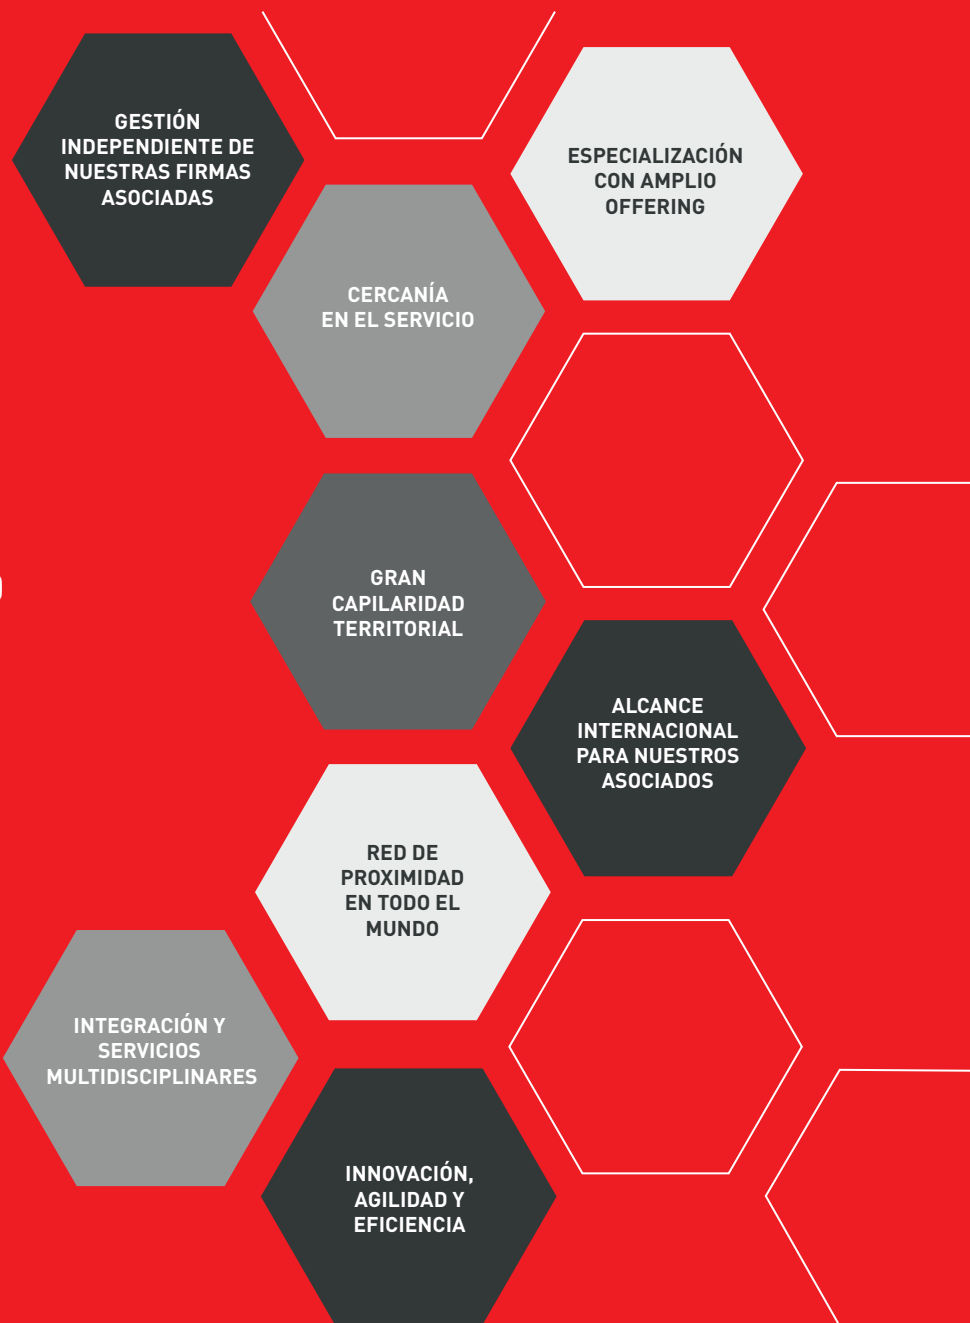 GESTIÓN
INDEPENDIENTE DE
NUESTRAS FIRMAS
ASOCIADAS
ESPECIALIZACIÓN
CON AMPLIO
OFFERING
CERCANÍA
EN EL SERVICIO
GRAN
CAPILARIDAD
TERRITORIAL
ALCANCE
INTERNACIONAL
PARA NUESTROS
ASOCIADOS
RED DE
PROXIMIDAD
EN TODO EL
MUNDO
INTEGRACIÓN Y
SERVICIOS
MULTIDISCIPLINARES
INNOVACIÓN,
AGILIDAD Y
EFICIENCIA